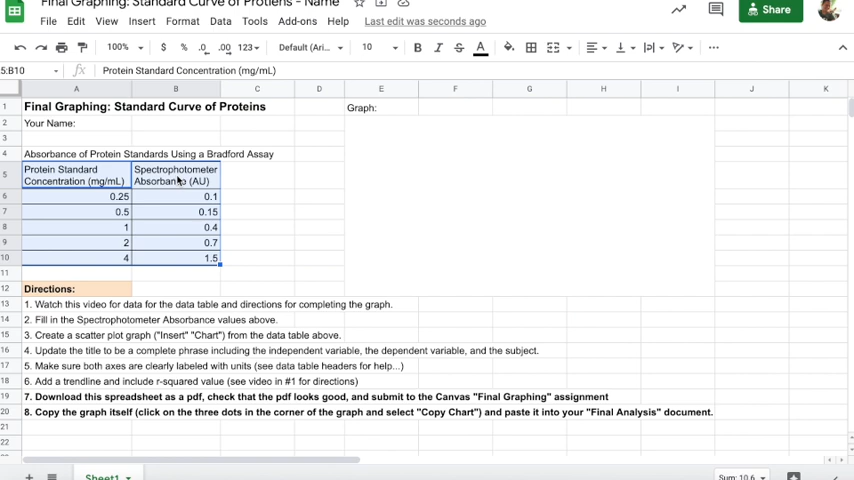 Final Graphing: Standard Curve of Protiens - Name
File Edit View Insert Format Data Tools Add-ons Help Last edit was seconds ago
Share
100% $ % .0 .00 123 Default (Ari... 10 B I S A
5:B10 fx Protein Standard Concentration (mg/mL)
A B C D E F G H I J K
1 Final Graphing: Standard Curve of Proteins Graph:
2 Your Name:
3
4 Absorbance of Protein Standards Using a Bradford Assay
Protein Standard Spectrophotometer
5 Concentration (mg/mL) Absorbance (AU)
6 0.25 0.1
7 0.5 0.15
8 1 0.4
9 2 0.7
10 4 1.5
11
12 Directions:
13 1. Watch this video for data for the data table and directions for completing the graph.
14 2. Fill in the Spectrophotometer Absorbance values above.
15 3. Create a scatter plot graph ("Insert" "Chart") from the data table above.
16 4. Update the title to be a complete phrase including the independent variable, the dependent variable, and the subject.
17 5. Make sure both axes are clearly labeled with units (see data table headers for help...)
18 6. Add a trendline and include r-squared value (see video in #1 for directions)
19 7. Download this spreadsheet as a pdf, check that the pdf looks good, and submit to the Canvas "Final Graphing" assignment
20 8. Copy the graph itself (click on the three dots in the corner of the graph and select "Copy Chart") and paste it into your "Final Analysis" document.
21
22
Sheet1 Sum: 10.6